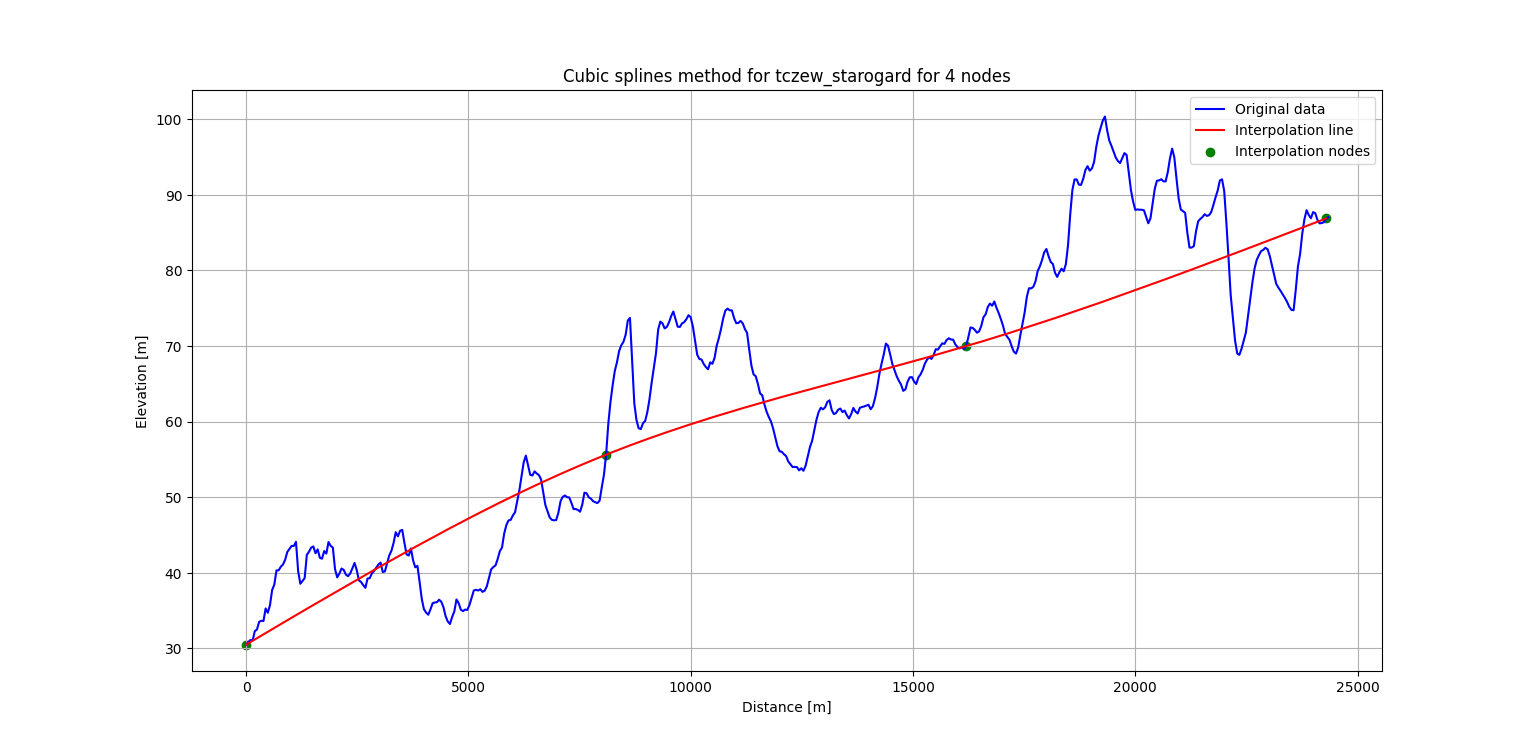 Cubic splines method for tczew_starogard for 4 nodes
Original data
Interpolation line
Interpolation nodes
100
90
80
70
60
50
40
30
Elevation [m]
0 5000 10000 15000 20000 25000
Distance [m]